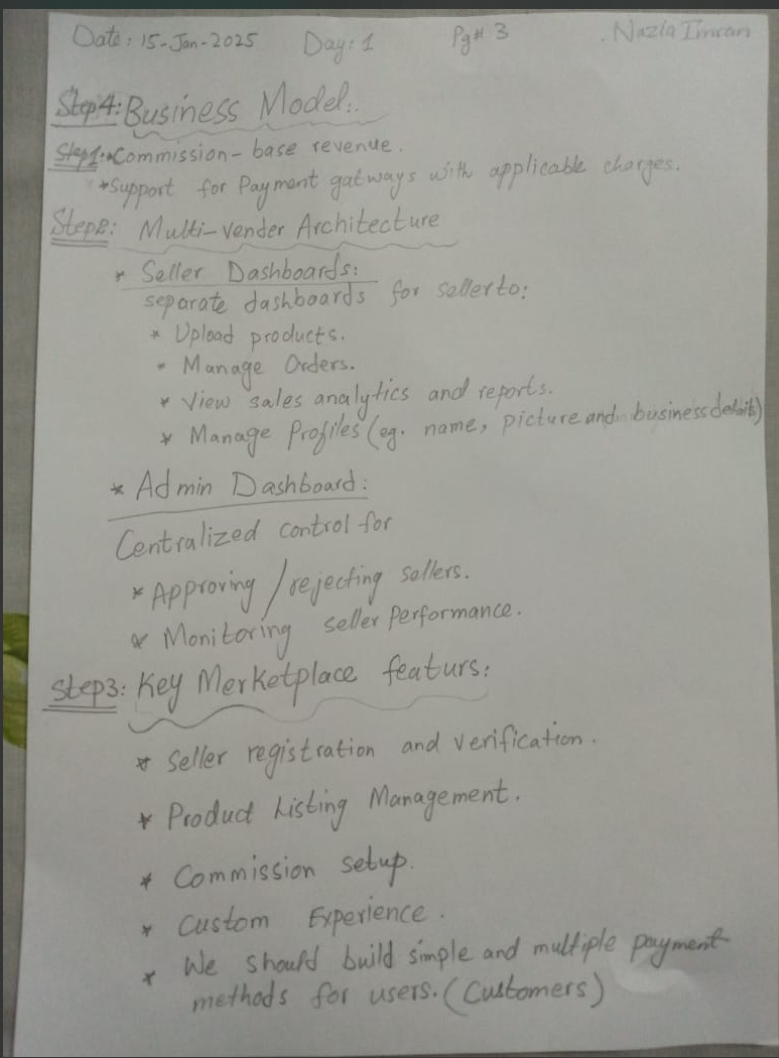 Date: 15-Jan-2025 Day: 1 Pg# 3 Nazia Imran
Step4: Business Model:.
Step1: Commission-base revenue.
*Support for Payment gatways with applicable charges.
Step2: Multi-vender Architecture
* Seller Dashboards:
separate dashboards for seller to:
* Upload products.
* Manage Orders.
* View sales analytics and reports.
* Manage Profiles (eg. name, picture and business details)
* Admin Dashboard:
Centralized control for
* Approving / rejecting sellers.
* Monitoring seller Performance.
Step3: Key Merketplace featurs:
* Seller registration and verification.
* Product Listing Management.
* Commission setup.
* Custom Experience.
* We should build simple and multiple payment
methods for users. (Customers)